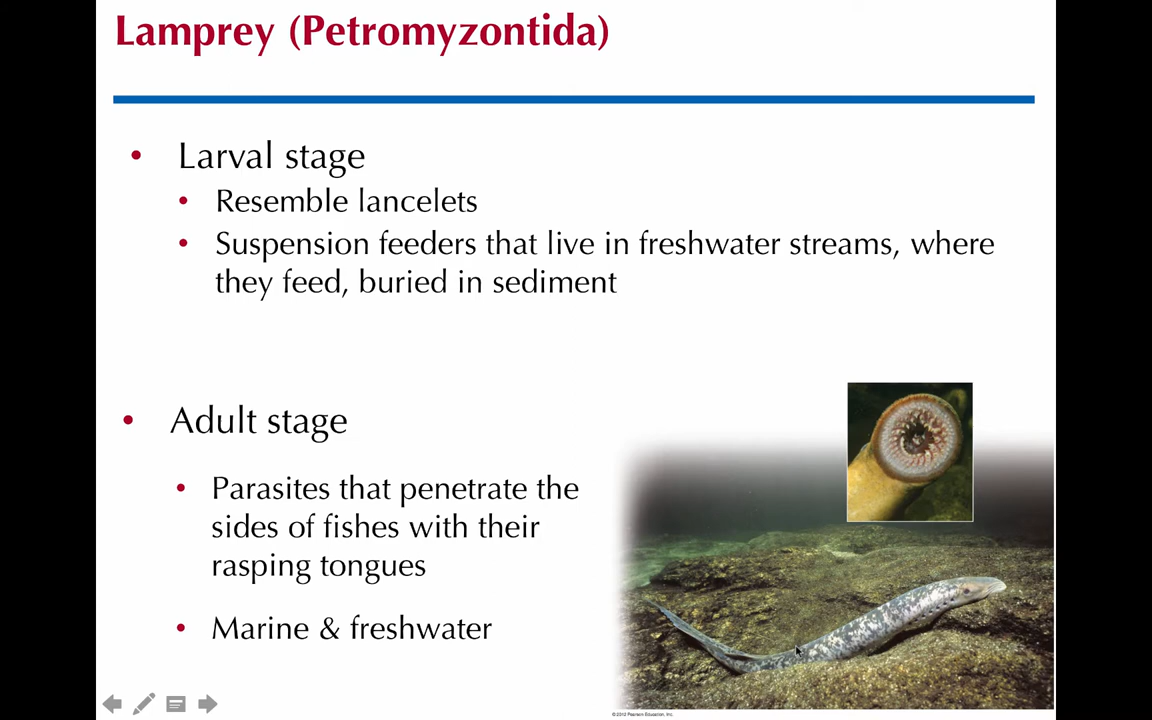 Lamprey (Petromyzontida)
• Larval stage
• Resemble lancelets
• Suspension feeders that live in freshwater streams, where
they feed, buried in sediment
• Adult stage
• Parasites that penetrate the
sides of fishes with their
rasping tongues
• Marine & freshwater
©2012 Pearson Education, Inc.